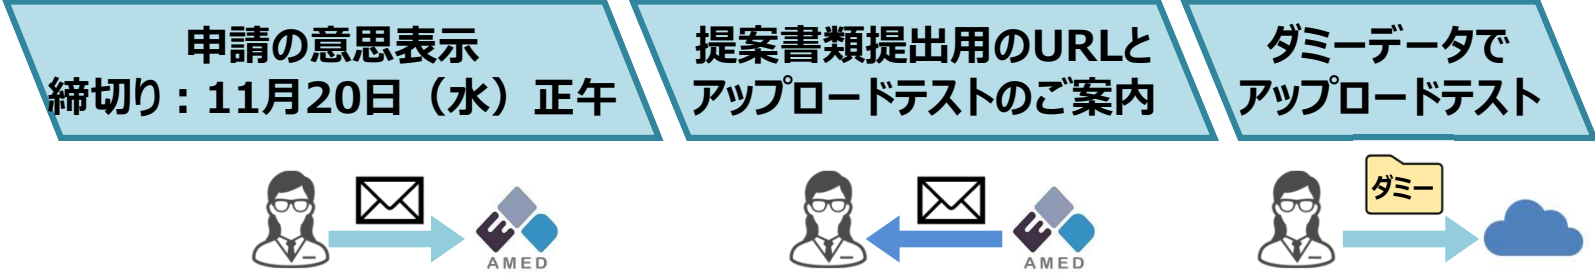 申請の意思表示
締切り：11月20日（水）正午
提案書類提出用のURLと
アップロードテストのご案内
ダミーデータで
アップロードテスト
AMED
AMED
ダミー